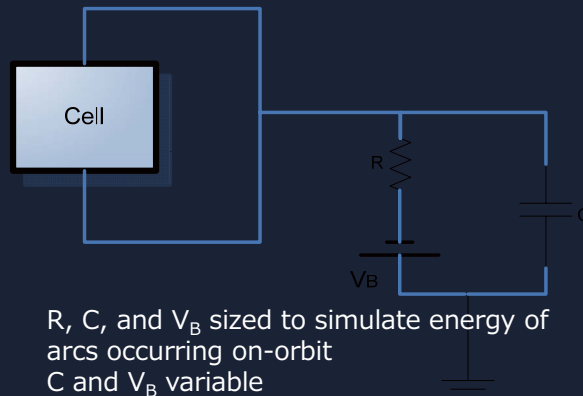 Cell
R
C
VB
R, C, and VB sized to simulate energy of
arcs occurring on-orbit
C and VB variable